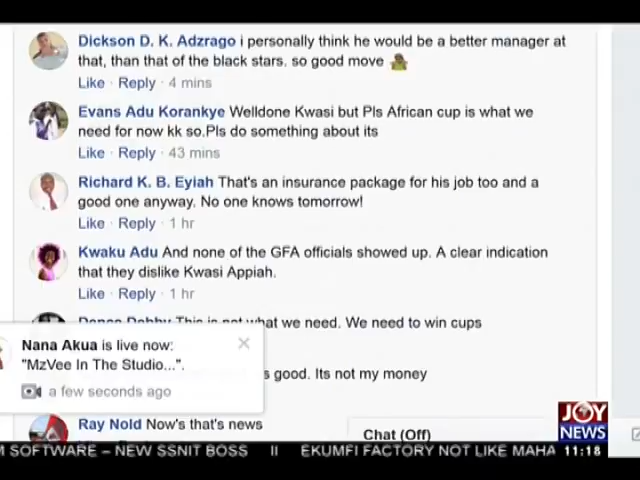 Dickson D. K. Adzrago i personally think he would be a better manager at
that, than that of the black stars. so good move
Like · Reply · 4 mins
Evans Adu Korankye Welldone Kwasi but Pls African cup is what we
need for now kk so.Pls do something about its
Like · Reply · 43 mins
Richard K. B. Eyiah That's an insurance package for his job too and a
good one anyway. No one knows tomorrow!
Like · Reply · 1 hr
Kwaku Adu And none of the GFA officials showed up. A clear indication
that they dislike Kwasi Appiah.
Like · Reply · 1 hr
This is not what we need. We need to win cups
Nana Akua is live now:
"MzVee In The Studio...".
a few seconds ago
s good. Its not my money
Ray Nold Now's that's news
Chat (Off)
JOY
NEWS
M SOFTWARE – NEW SSNIT BOSS II EKUMFI FACTORY NOT LIKE MAHA
11:18